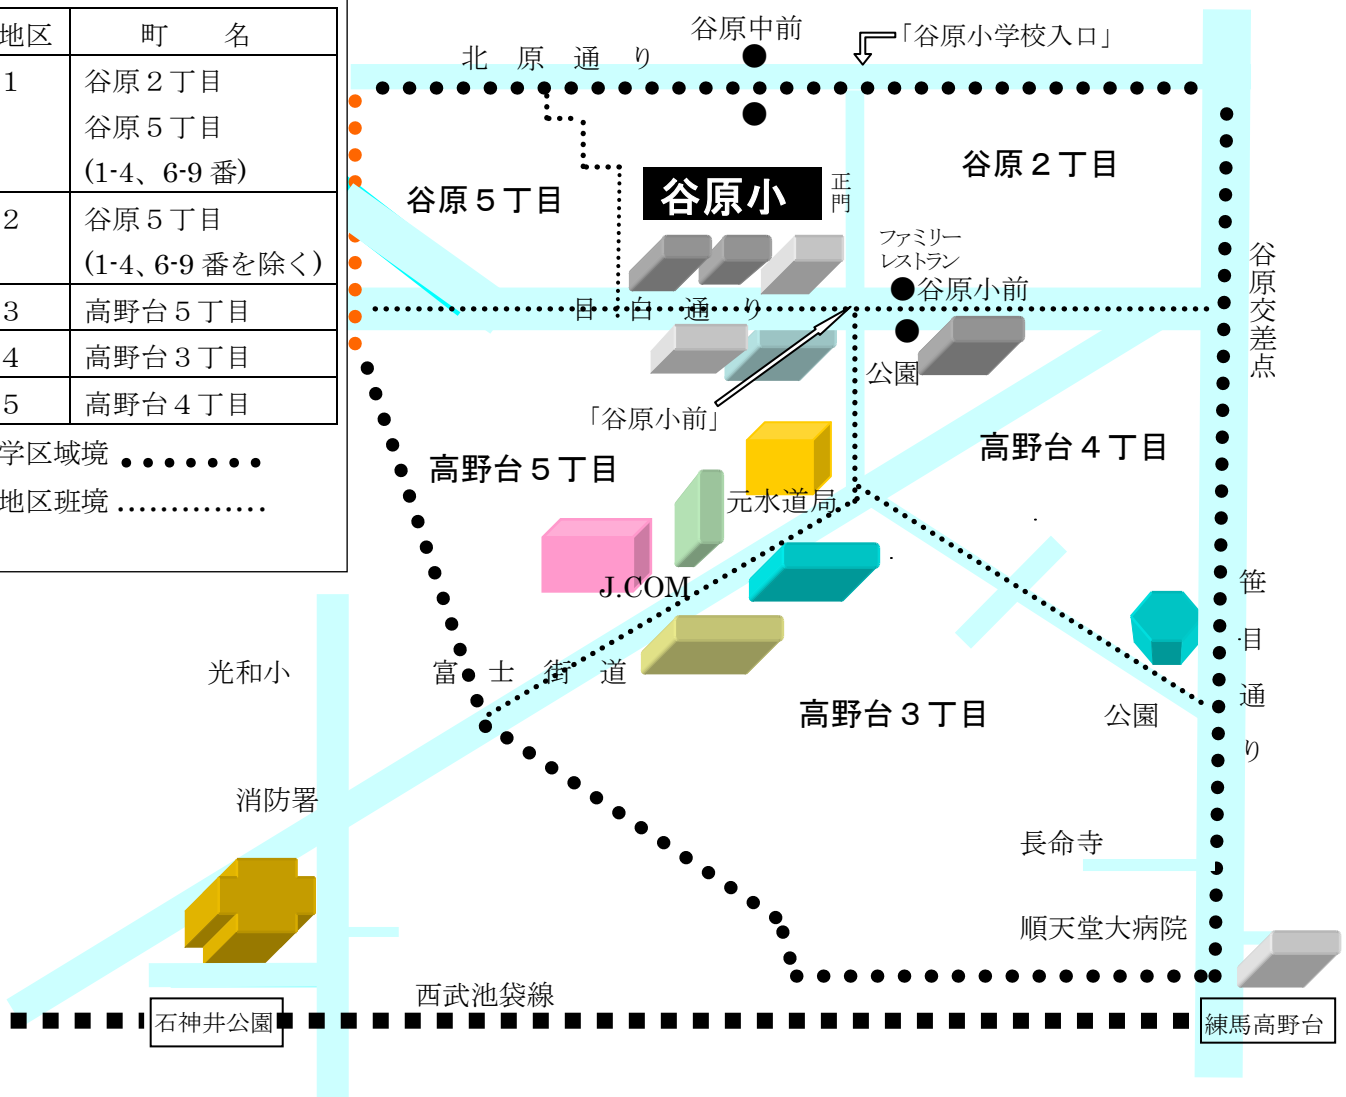 地区 町 名
1 谷原２丁目
谷原５丁目
(1-4、6-9 番)
2 谷原５丁目
(1-4、6-9 番を除く)
3 高野台５丁目
4 高野台３丁目
5 高野台４丁目
学区域境
地区班境
谷原中前
「谷原小学校入口」
北原通り
谷原２丁目
谷原５丁目
谷原小
正門
ファミリー
レストラン
谷原小前
目白通り
谷原交差点
公園
「谷原小前」
高野台４丁目
高野台５丁目
元水道局
J.COM
笹目通り
光和小
富士街道
高野台３丁目
公園
消防署
長命寺
順天堂大病院
西武池袋線
石神井公園
練馬高野台